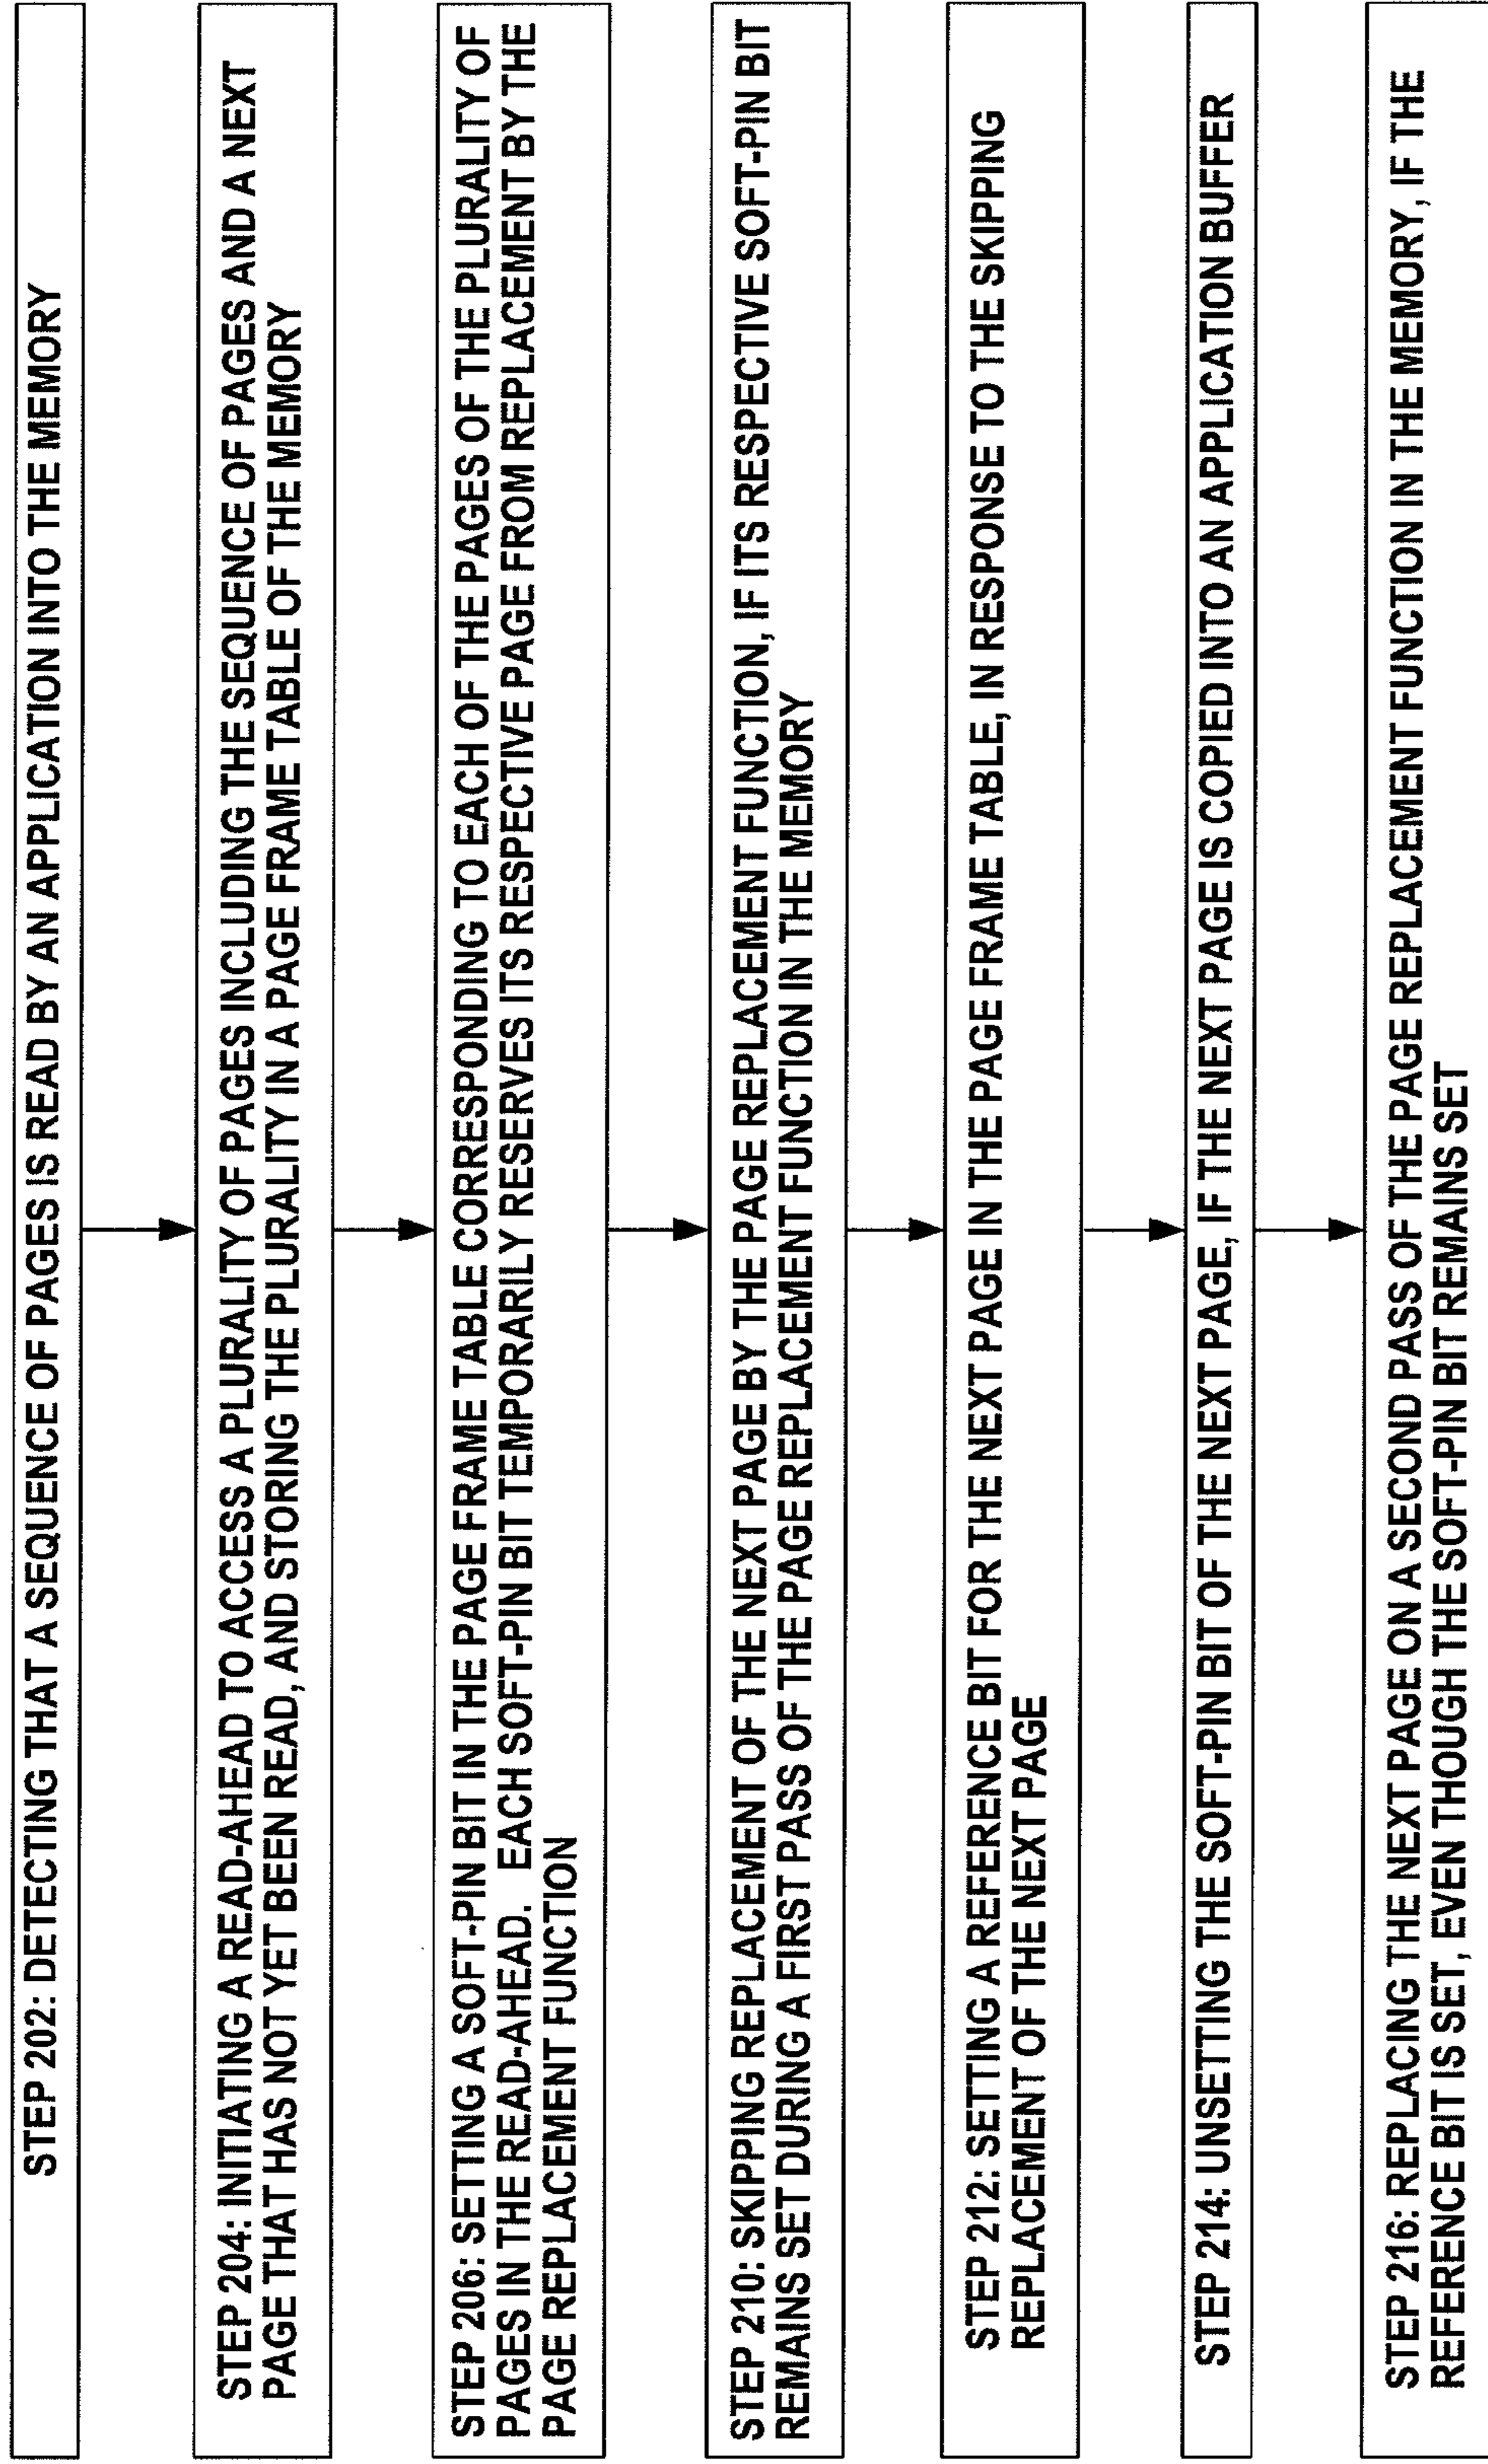 STEP 202: DETECTING THAT A SEQUENCE OF PAGES IS READ BY AN APPLICATION INTO THE MEMORY
STEP 204: INITIATING A READ-AHEAD TO ACCESS A PLURALITY OF PAGES INCLUDING THE SEQUENCE OF PAGES AND A NEXT
PAGE THAT HAS NOT YET BEEN READ, AND STORING THE PLURALITY IN A PAGE FRAME TABLE OF THE MEMORY
STEP 206: SETTING A SOFT-PIN BIT IN THE PAGE FRAME TABLE CORRESPONDING TO EACH OF THE PAGES OF THE PLURALITY OF
PAGES IN THE READ-AHEAD. EACH SOFT-PIN BIT TEMPORARILY RESERVES ITS RESPECTIVE PAGE FROM REPLACEMENT BY THE
PAGE REPLACEMENT FUNCTION
STEP 210: SKIPPING REPLACEMENT OF THE NEXT PAGE BY THE PAGE REPLACEMENT FUNCTION, IF ITS RESPECTIVE SOFT-PIN BIT
REMAINS SET DURING A FIRST PASS OF THE PAGE REPLACEMENT FUNCTION IN THE MEMORY
STEP 212: SETTING A REFERENCE BIT FOR THE NEXT PAGE IN THE PAGE FRAME TABLE, IN RESPONSE TO THE SKIPPING
REPLACEMENT OF THE NEXT PAGE
STEP 214: UNSETTING THE SOFT-PIN BIT OF THE NEXT PAGE, IF THE NEXT PAGE IS COPIED INTO AN APPLICATION BUFFER
STEP 216: REPLACING THE NEXT PAGE ON A SECOND PASS OF THE PAGE REPLACEMENT FUNCTION IN THE MEMORY, IF THE
REFERENCE BIT IS SET, EVEN THOUGH THE SOFT-PIN BIT REMAINS SET